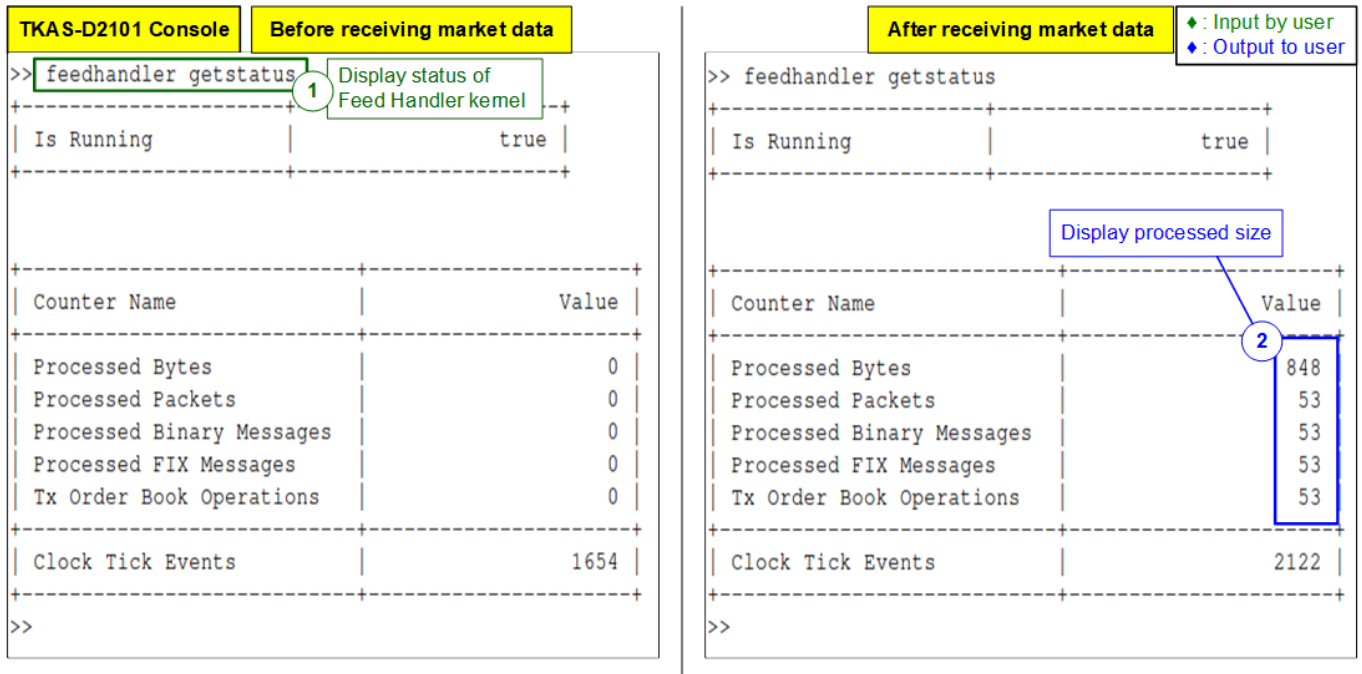 TKAS-D2101 Console
Before receiving market data
>> feedhandler getstatus
1
Display status of
Feed Handler kernel
+-----------------------+----------------------+
| Is Running | true |
+-----------------------+----------------------+
+-----------------------------+----------------------+
| Counter Name | Value |
+-----------------------------+----------------------+
| Processed Bytes | 0 |
| Processed Packets | 0 |
| Processed Binary Messages | 0 |
| Processed FIX Messages | 0 |
| Tx Order Book Operations | 0 |
+-----------------------------+----------------------+
| Clock Tick Events | 1654 |
+-----------------------------+----------------------+
>>
After receiving market data
♦ : Input by user
♦ : Output to user
>> feedhandler getstatus
+-----------------------+----------------------+
| Is Running | true |
+-----------------------+----------------------+
Display processed size
+-----------------------------+----------------------+
| Counter Name | Value |
+-----------------------------+----------------------+
2
| Processed Bytes | 848 |
| Processed Packets | 53 |
| Processed Binary Messages | 53 |
| Processed FIX Messages | 53 |
| Tx Order Book Operations | 53 |
+-----------------------------+----------------------+
| Clock Tick Events | 2122 |
+-----------------------------+----------------------+
>>